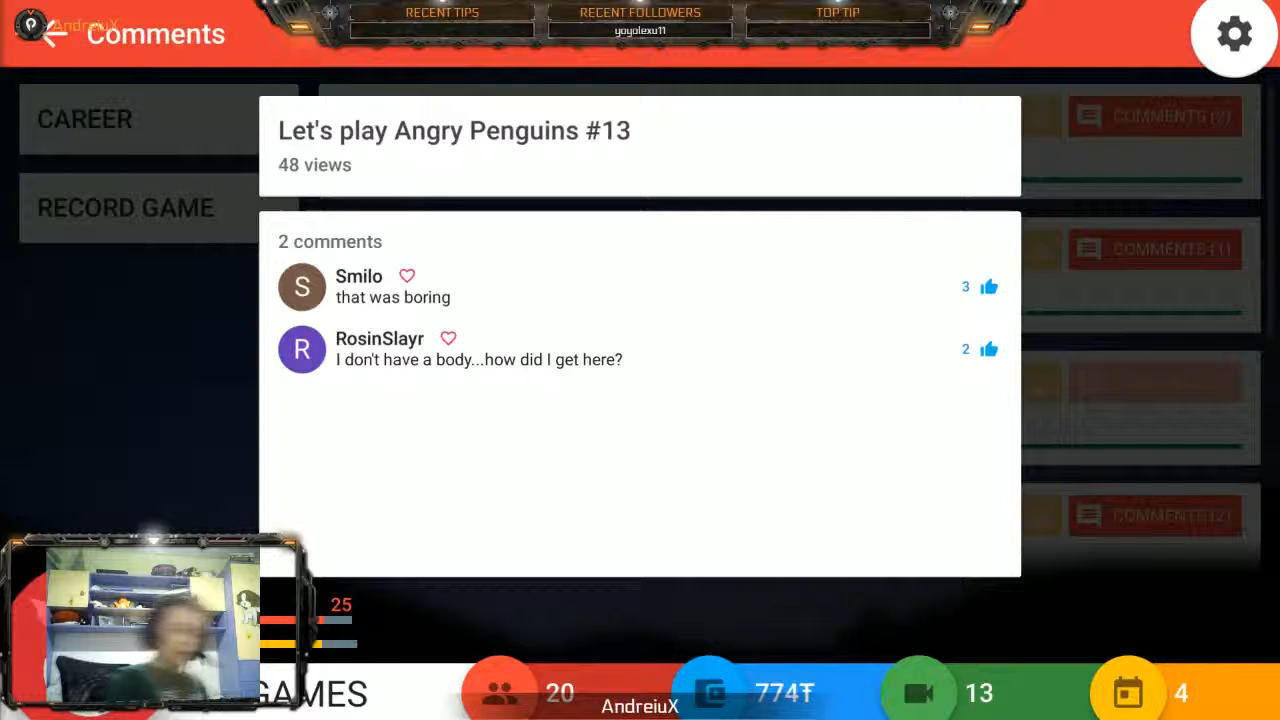 AndreiuX
Comments
RECENT TIPS
RECENT FOLLOWERS
yoyolexu11
TOP TIP
CAREER
RECORD GAME
COMMENTS (2)
COMMENTS (1)
COMMENTS (2)
Let's play Angry Penguins #13
48 views
2 comments
Smilo
that was boring
3
RosinSlayr
I don't have a body...how did I get here?
2
25
GAMES
20
774₸
13
4
AndreiuX